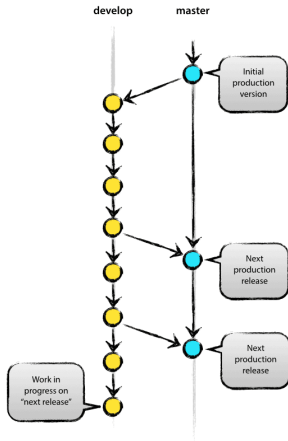 develop
master
Initial
production
version
Next
production
release
Next
production
release
Work in
progress on
“next release”